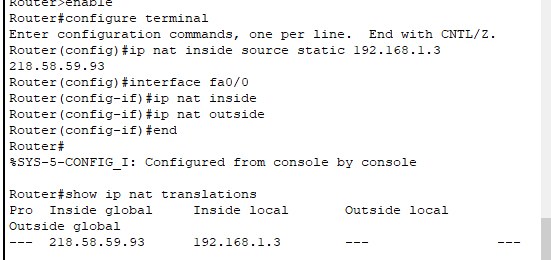 Router>enable
Router#configure terminal
Enter configuration commands, one per line.  End with CNTL/Z.
Router(config)#ip nat inside source static 192.168.1.3
218.58.59.93
Router(config)#interface fa0/0
Router(config-if)#ip nat inside
Router(config-if)#ip nat outside
Router(config-if)#end
Router#
%SYS-5-CONFIG_I: Configured from console by console

Router#show ip nat translations
Pro  Inside global     Inside local       Outside local
Outside global
---  218.58.59.93      192.168.1.3        ---                ---